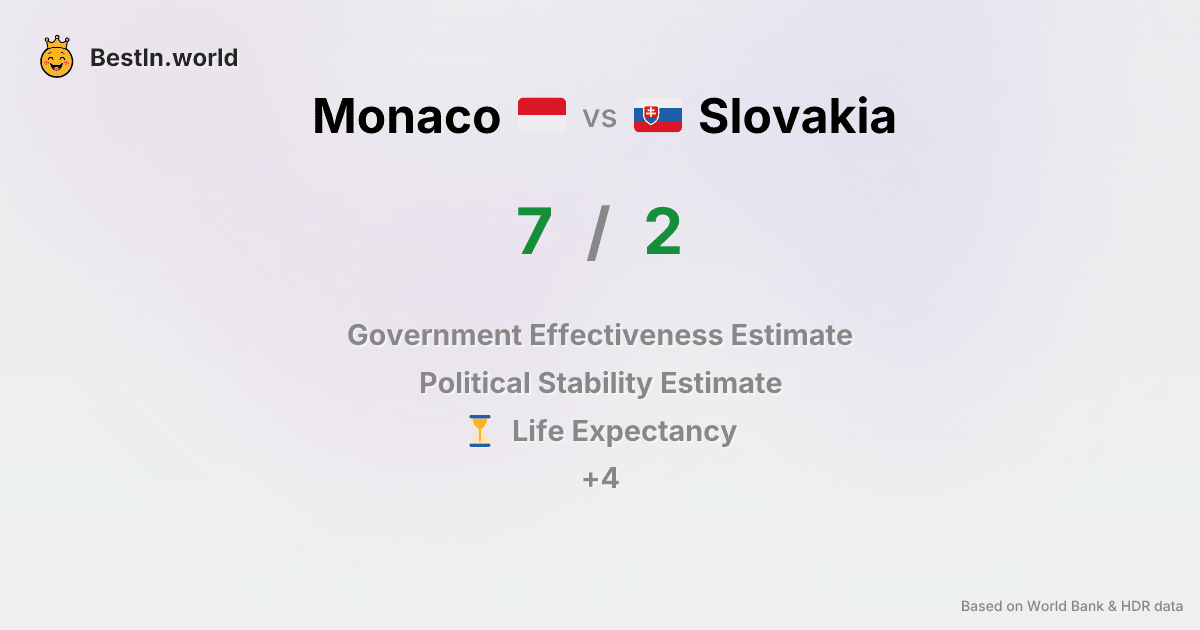 BestIn.world
Monaco vs Slovakia
7 / 2
Government Effectiveness Estimate
Political Stability Estimate
Life Expectancy
+4
Based on World Bank & HDR data